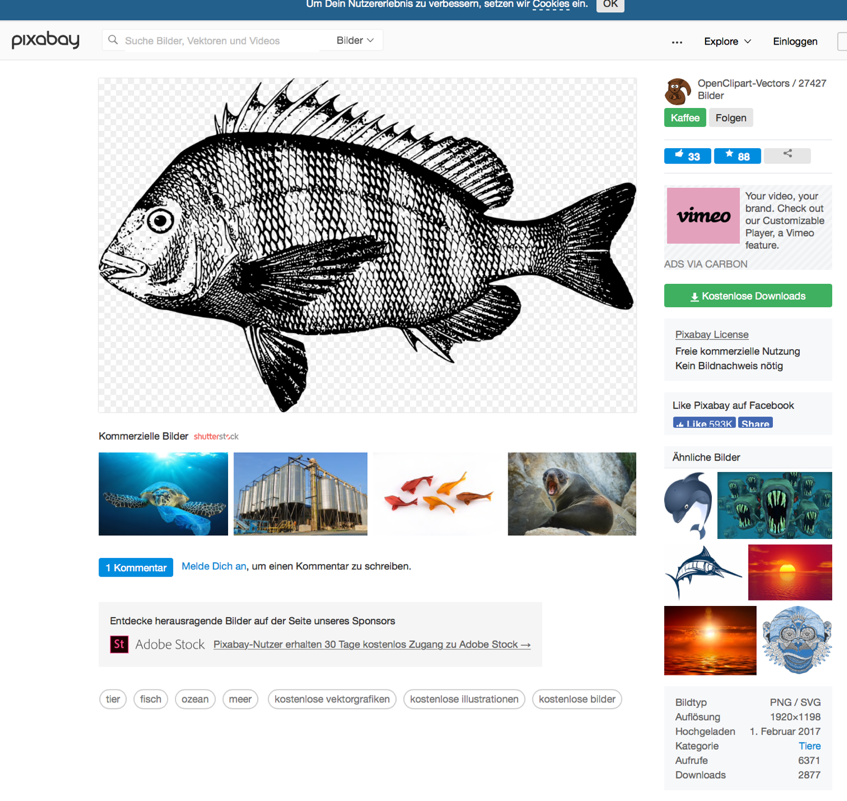 Um Dein Nutzererlebnis zu verbessern, setzen wir Cookies ein. OK
pixabay Suche Bilder, Vektoren und Videos Bilder ... Explore Einloggen
OpenClipart-Vectors / 27427
Bilder
Kaffee Folgen
33 88
vimeo
Your video, your
brand. Check out
our Customizable
Player, a Vimeo
feature.
ADS VIA CARBON
Kostenlose Downloads
Pixabay License
Freie kommerzielle Nutzung
Kein Bildnachweis nötig
Like Pixabay auf Facebook
Like 593K Share
Kommerzielle Bilder shutterstock
Ähnliche Bilder
1 Kommentar Melde Dich an, um einen Kommentar zu schreiben.
Entdecke herausragende Bilder auf der Seite unseres Sponsors
St Adobe Stock Pixabay-Nutzer erhalten 30 Tage kostenlos Zugang zu Adobe Stock →
tier fisch ozean meer kostenlose vektorgrafiken kostenlose illustrationen kostenlose bilder
Bildtyp PNG / SVG
Auflösung 1920×1198
Hochgeladen 1. Februar 2017
Kategorie Tiere
Aufrufe 6371
Downloads 2877